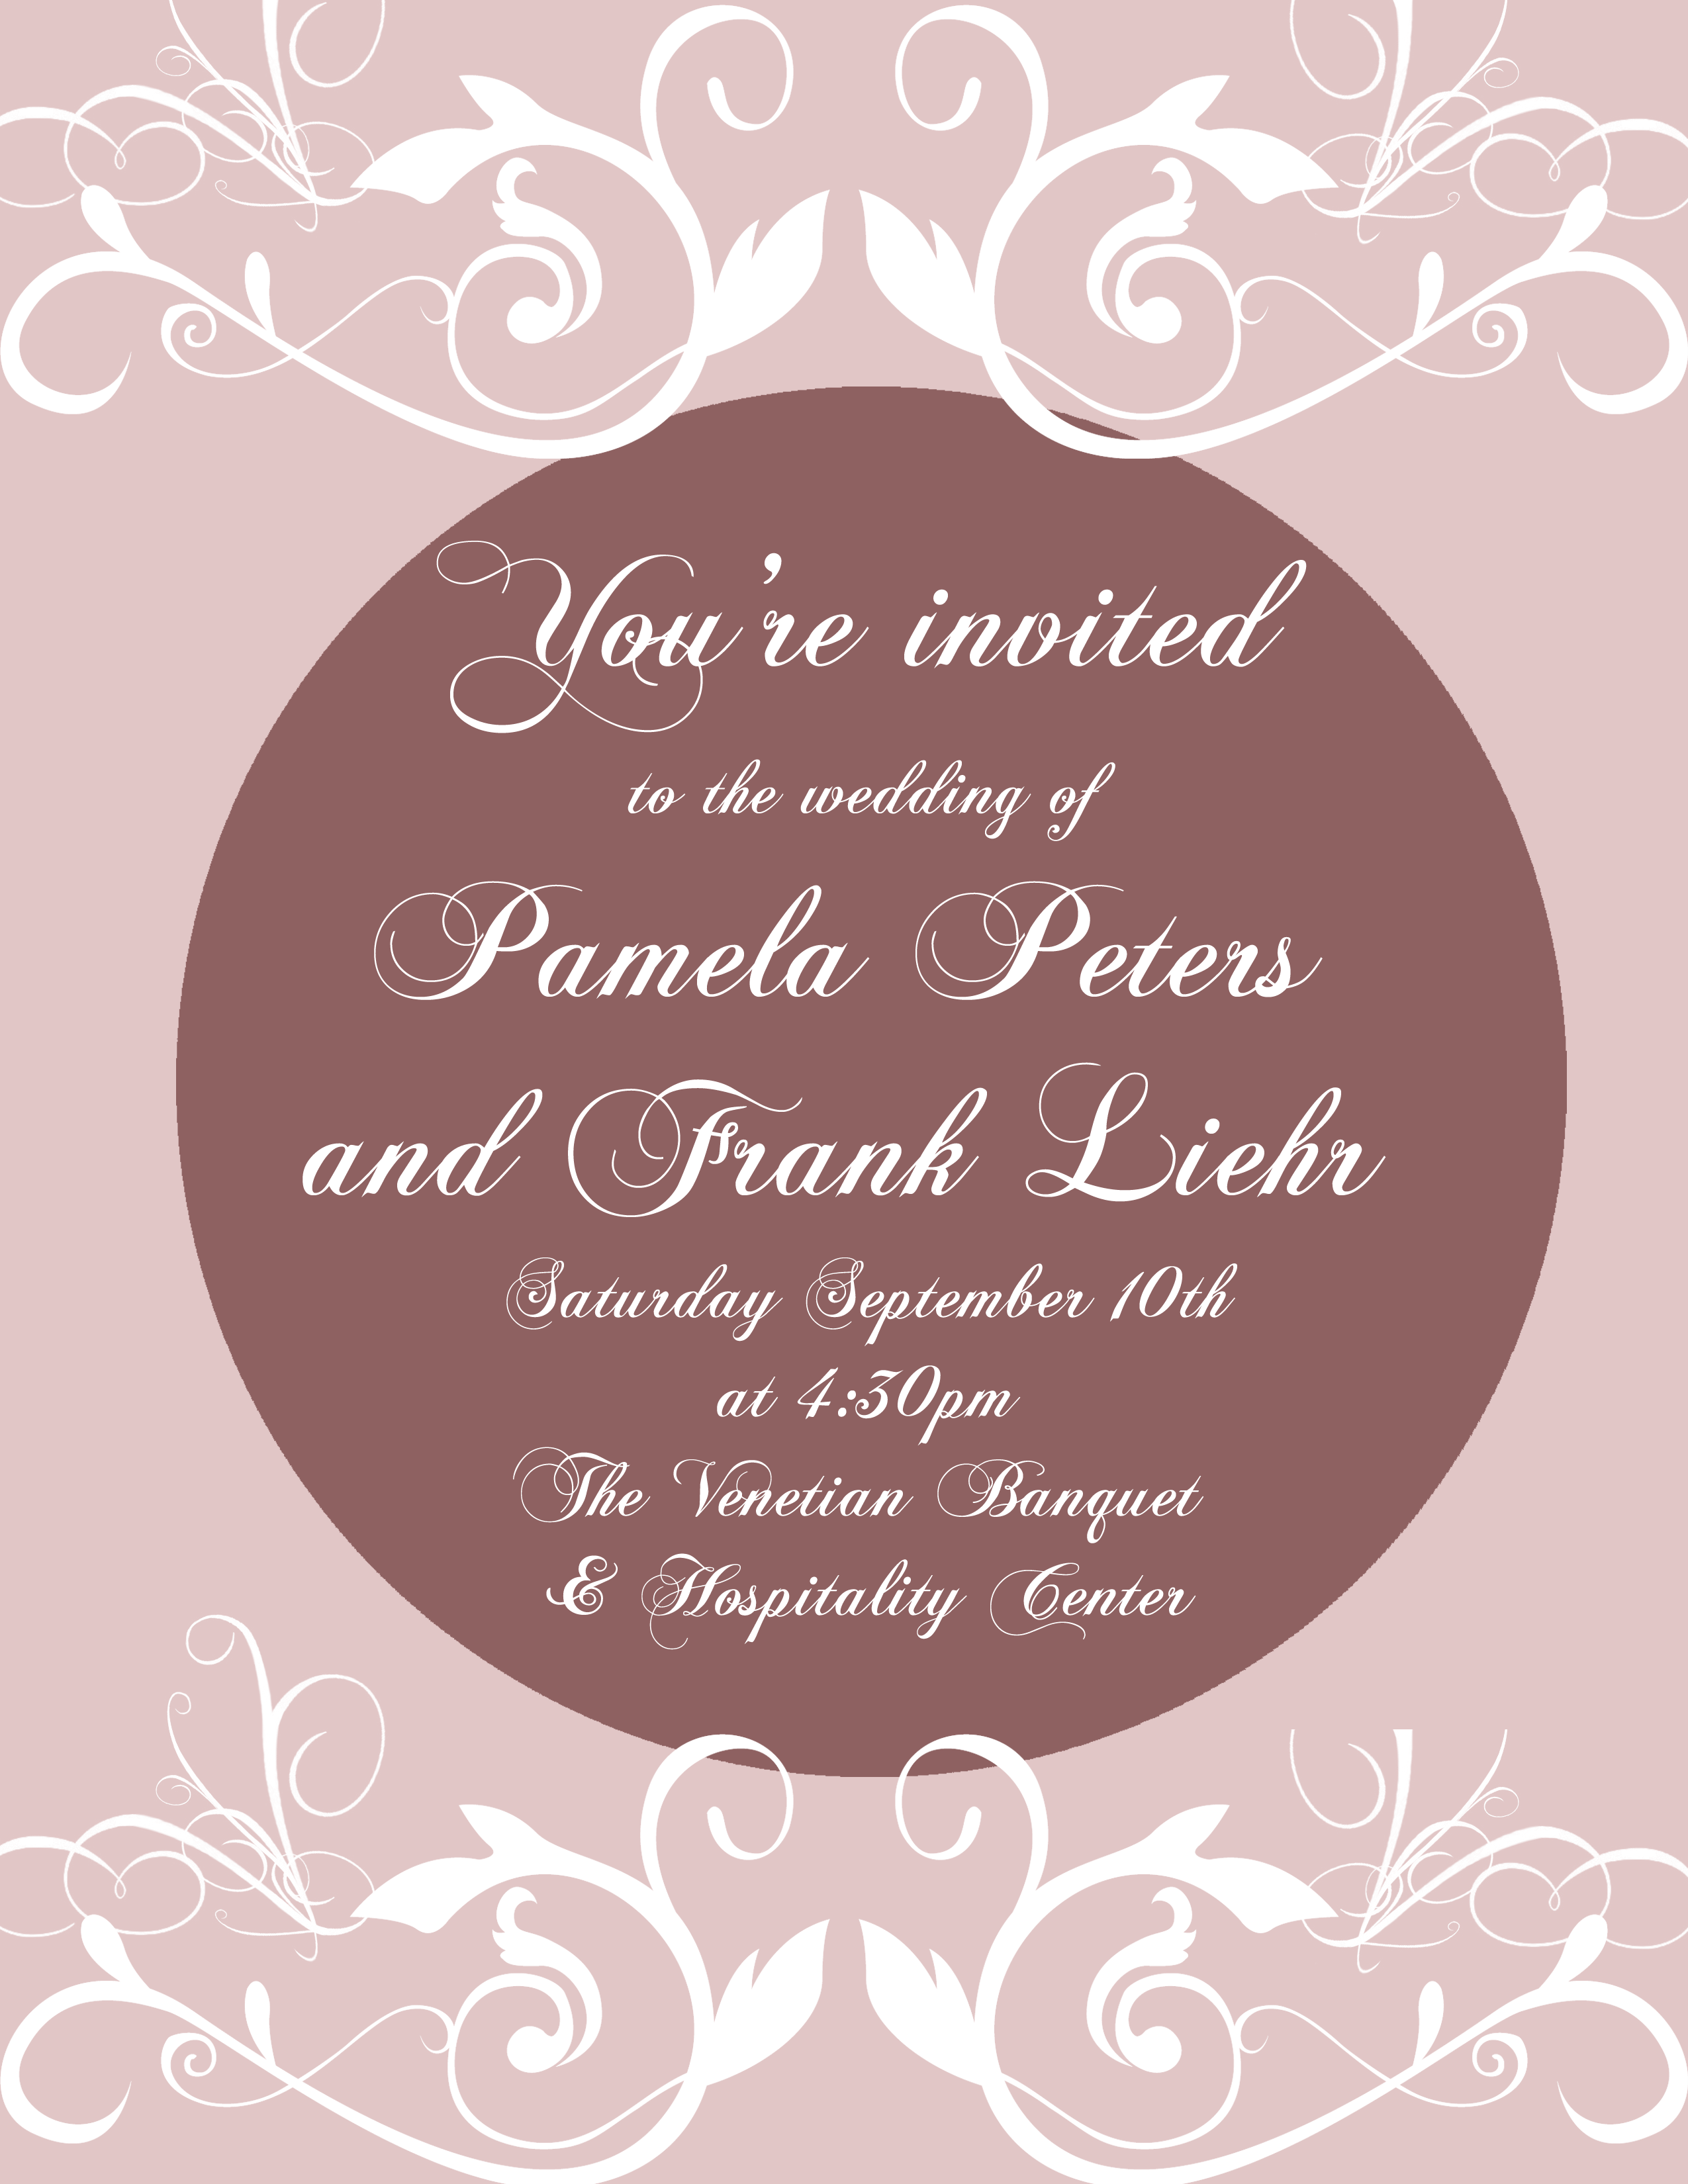 You're invited
to the wedding of
Pamela Peters
and Frank Liehn
Saturday September 10th
at 4:30pm
The Venetian Banquet
& Hospitality Center